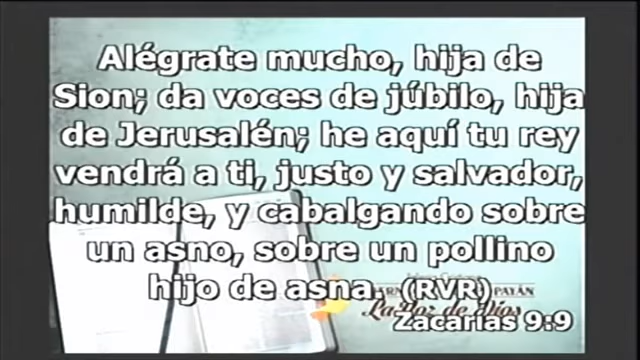 Alégrate mucho, hija de
Sion; da voces de júbilo, hija
de Jerusalén; he aquí tu rey
vendrá a ti, justo y salvador,
humilde, y cabalgando sobre
un asno, sobre un pollino
hijo de asna. (RVR)
PAYÁN
La Voz de Dios
Zacarías 9:9